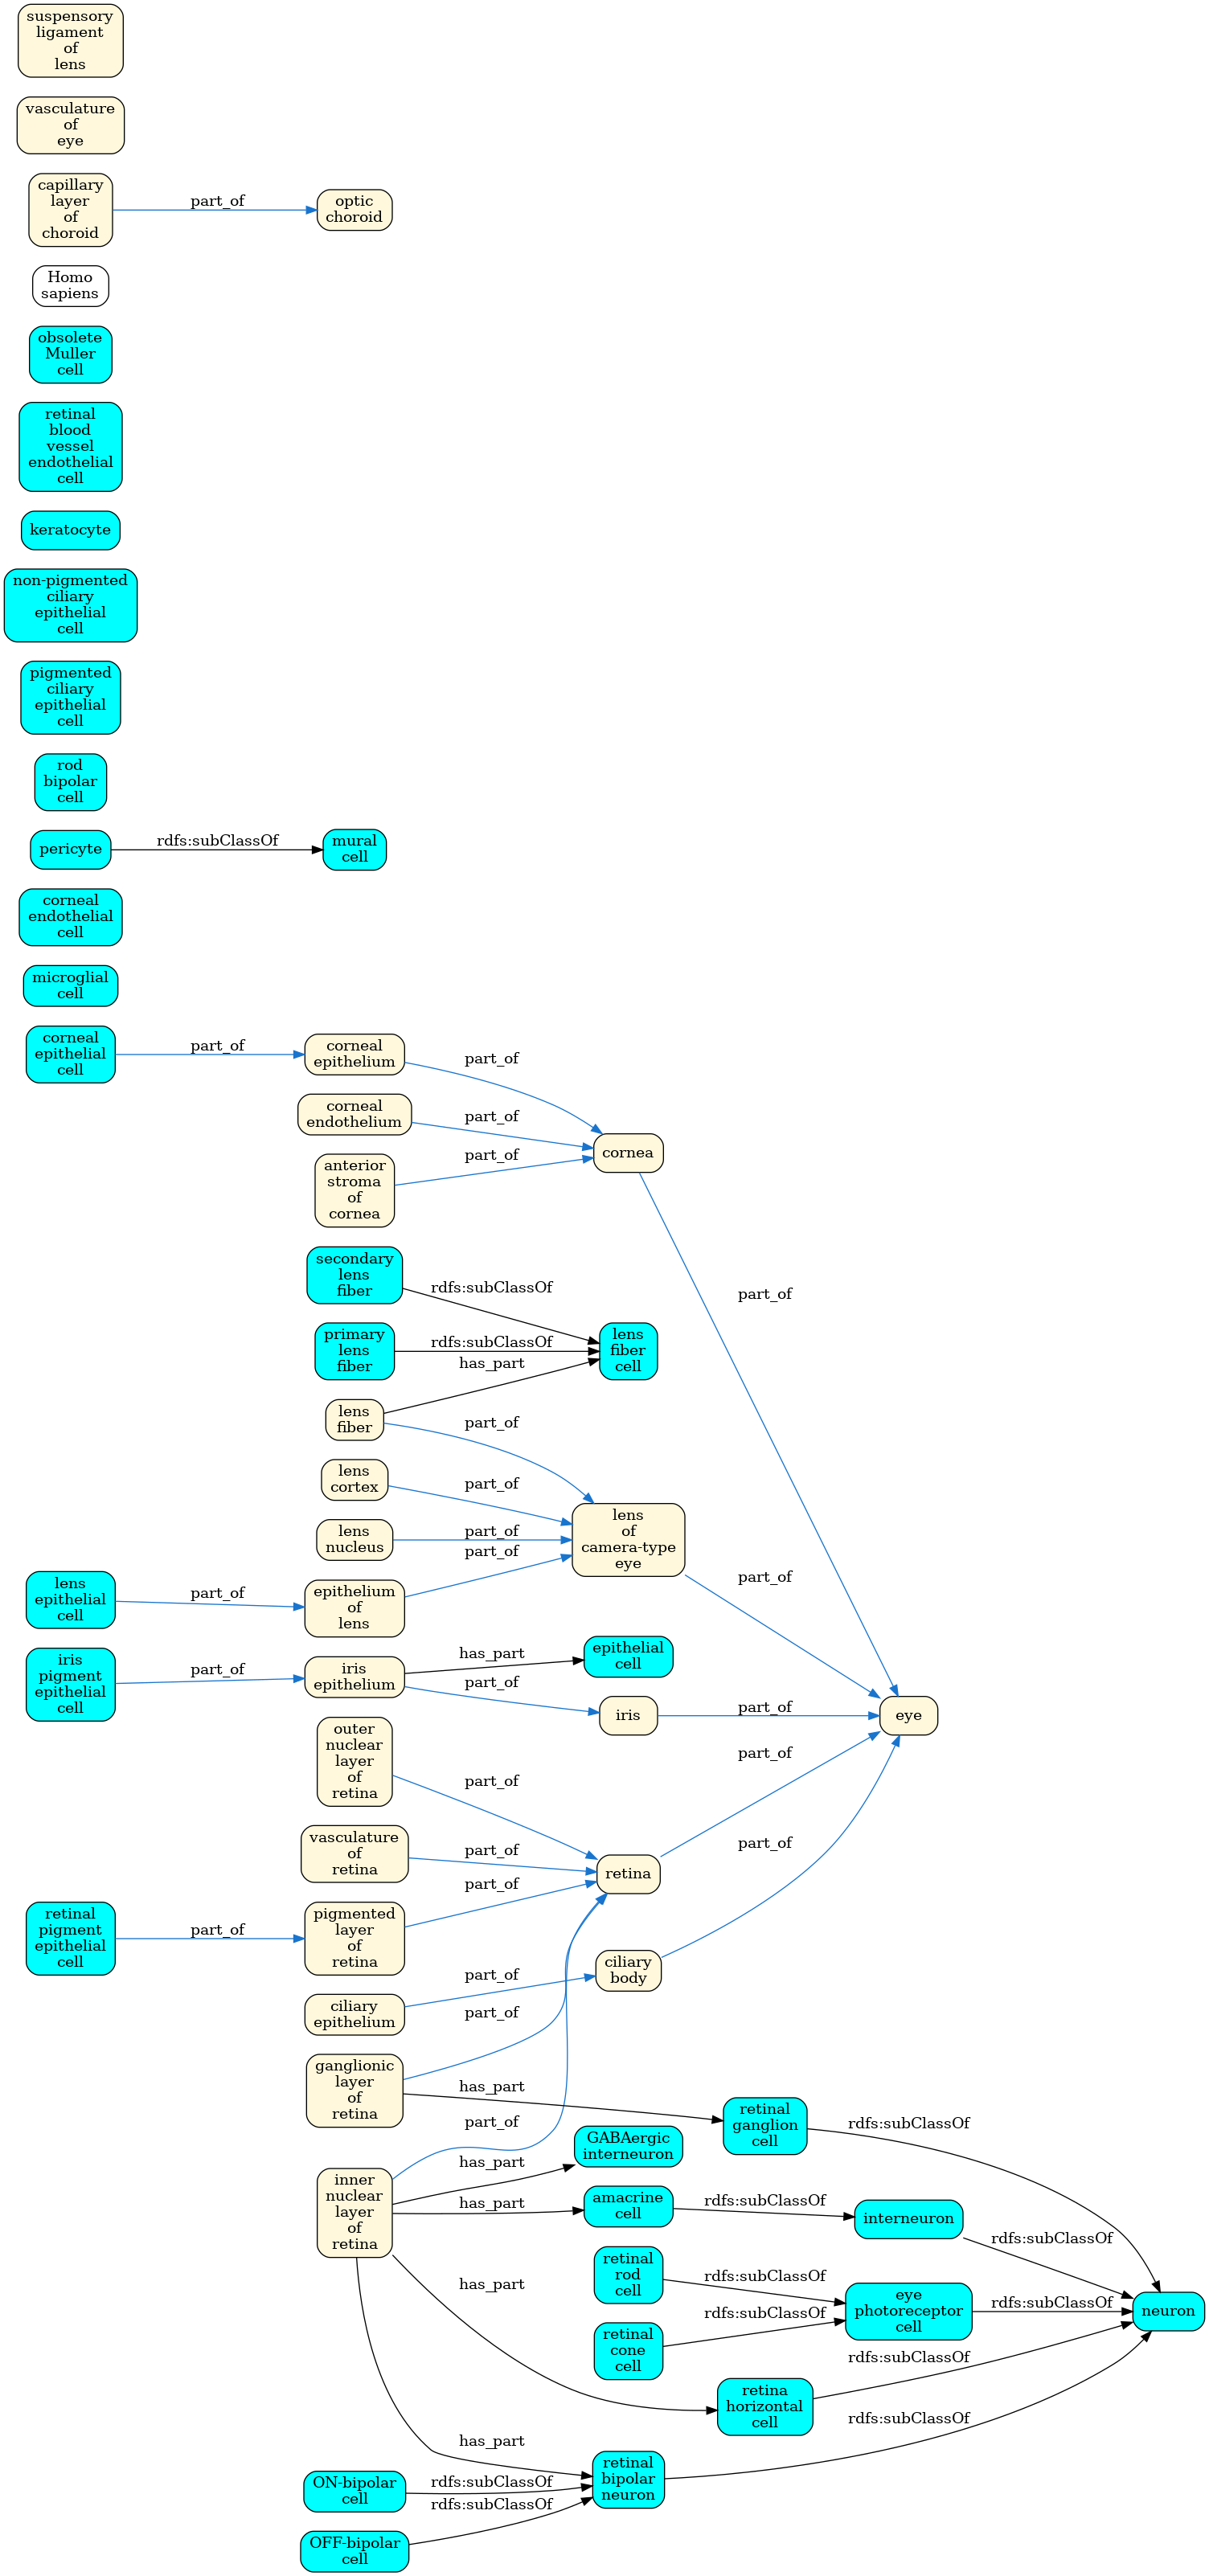 suspensory
ligament
of
lens
vasculature
of
eye
capillary
layer
of
choroid
part_of
optic
choroid
Homo
sapiens
obsolete
Muller
cell
retinal
blood
vessel
endothelial
cell
keratocyte
non-pigmented
ciliary
epithelial
cell
pigmented
ciliary
epithelial
cell
rod
bipolar
cell
pericyte
rdfs:subClassOf
mural
cell
corneal
endothelial
cell
microglial
cell
corneal
epithelial
cell
part_of
corneal
epithelium
part_of
corneal
endothelium
part_of
anterior
stroma
of
cornea
part_of
cornea
part_of
secondary
lens
fiber
rdfs:subClassOf
primary
lens
fiber
rdfs:subClassOf
has_part
lens
fiber
cell
lens
fiber
part_of
lens
cortex
part_of
lens
nucleus
part_of
part_of
lens
of
camera-type
eye
part_of
lens
epithelial
cell
part_of
epithelium
of
lens
iris
pigment
epithelial
cell
part_of
iris
epithelium
has_part
part_of
epithelial
cell
iris
part_of
eye
outer
nuclear
layer
of
retina
part_of
vasculature
of
retina
part_of
part_of
retina
part_of
part_of
retinal
pigment
epithelial
cell
part_of
pigmented
layer
of
retina
ciliary
epithelium
part_of
ciliary
body
part_of
ganglionic
layer
of
retina
has_part
retinal
ganglion
cell
rdfs:subClassOf
part_of
inner
nuclear
layer
of
retina
has_part
GABAergic
interneuron
has_part
amacrine
cell
rdfs:subClassOf
interneuron
rdfs:subClassOf
retinal
rod
cell
rdfs:subClassOf
retinal
cone
cell
rdfs:subClassOf
eye
photoreceptor
cell
rdfs:subClassOf
neuron
has_part
retina
horizontal
cell
rdfs:subClassOf
has_part
retinal
bipolar
neuron
rdfs:subClassOf
ON-bipolar
cell
rdfs:subClassOf
OFF-bipolar
cell
rdfs:subClassOf